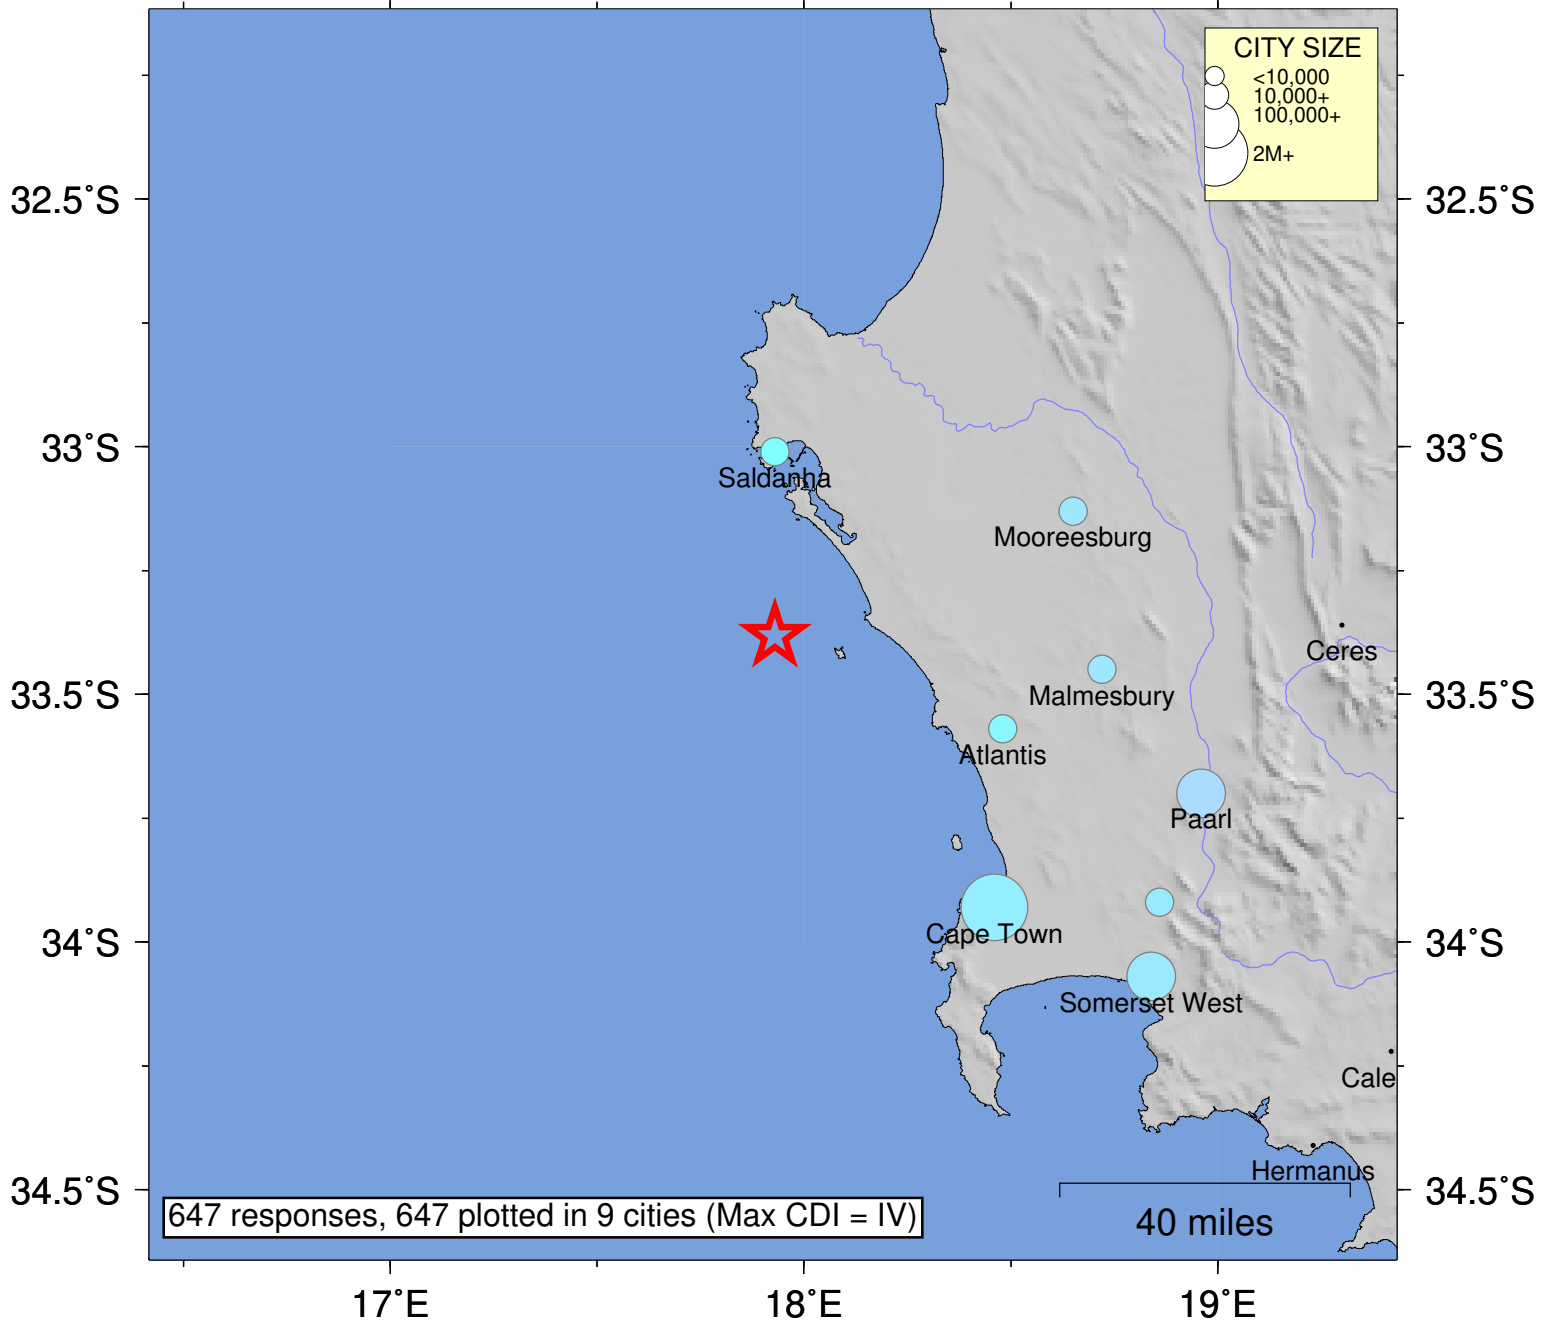 CITY SIZE
<10,000
10,000+
100,000+
2M+
32.5°S
32.5°S
33°S
33°S
Saldanha
Mooreesburg
Ceres
33.5°S
Malmesbury
33.5°S
Atlantis
Paarl
34°S
Cape Town
34°S
Somerset West
Cale
Hermanus
34.5°S
34.5°S
647 responses, 647 plotted in 9 cities (Max CDI = IV)
40 miles
17°E
18°E
19°E